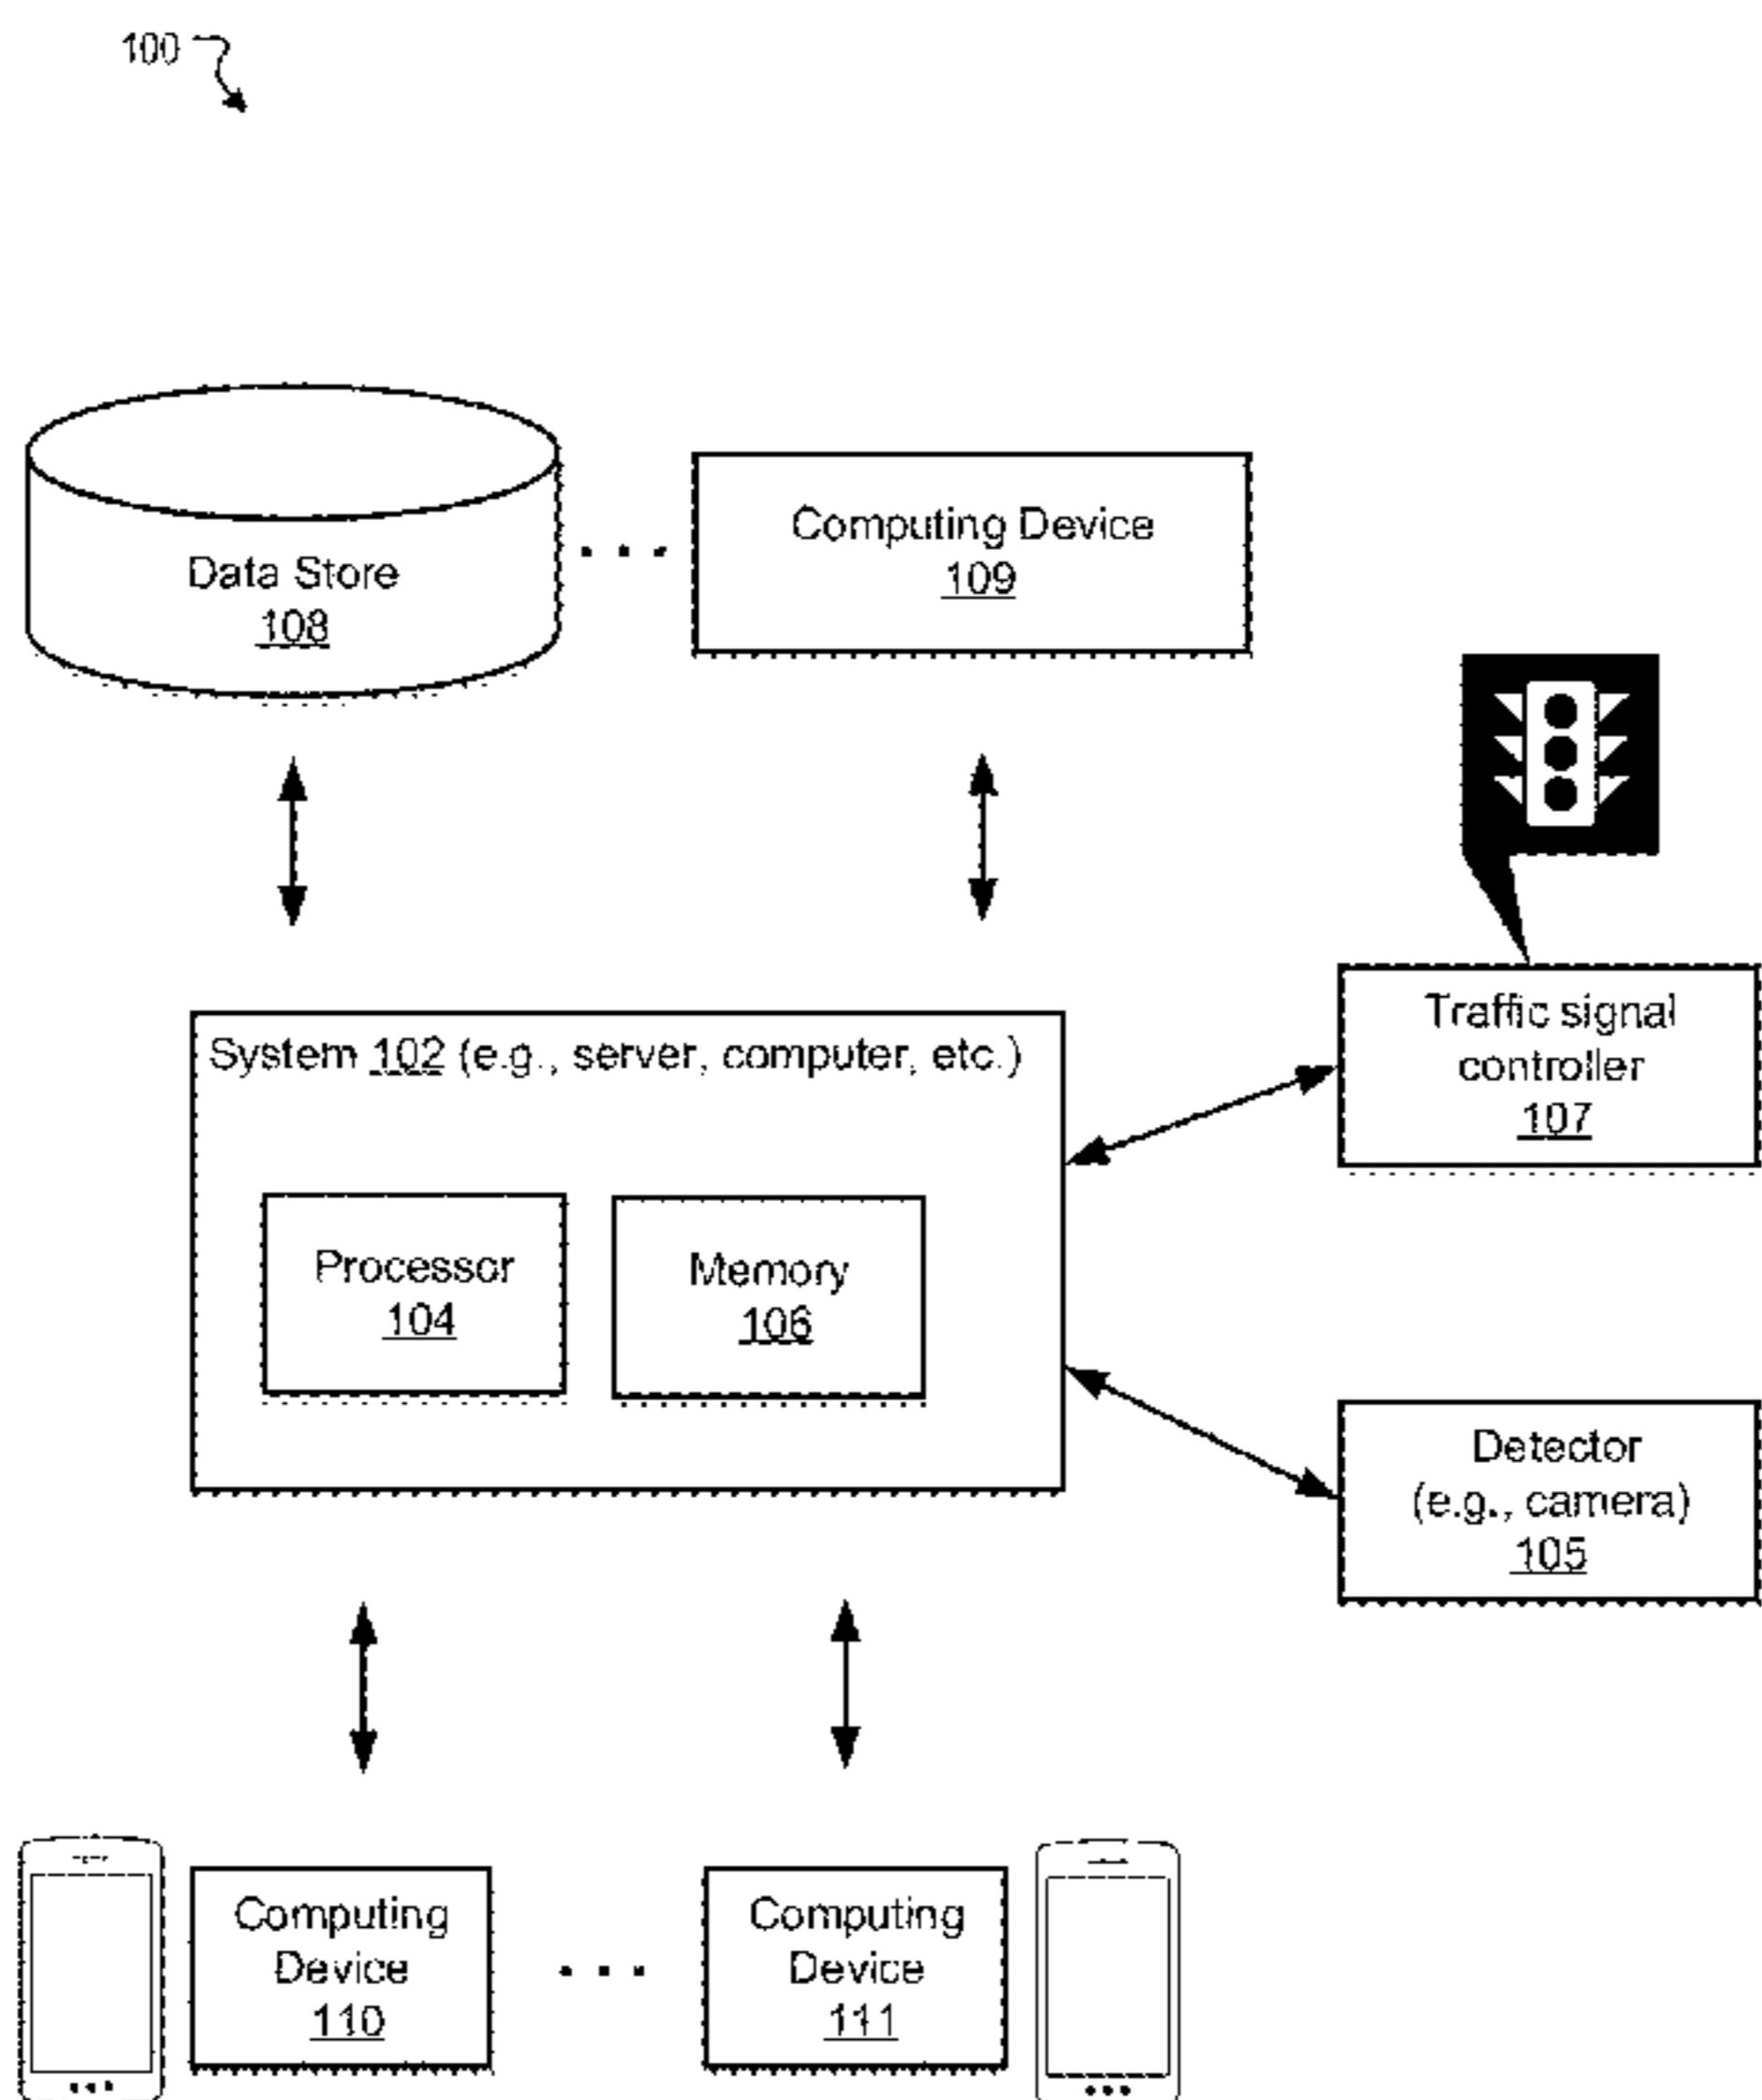 100
Data Store
108
. . .
Computing Device
109
Traffic signal
controller
107
System 102 (e.g., server, computer, etc.)
Processor
104
Memory
106
Detector
(e.g., camera)
105
Computing
Device
110
. . .
Computing
Device
111